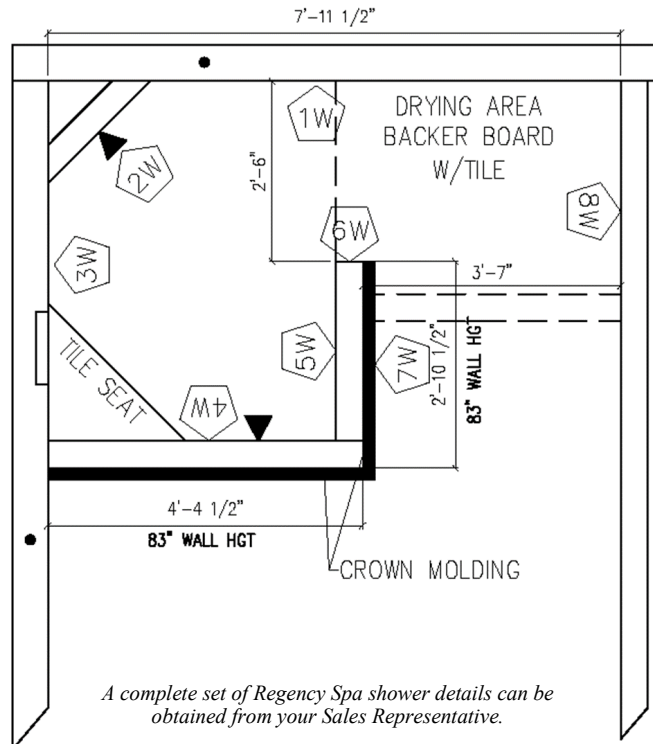 7'-11 1/2"
DRYING AREA
BACKER BOARD
W/TILE
1W
2W
2'-6"
8W
6W
3W
3'-7"
5W
7W
2'-10 1/2"
83" WALL HGT
TILE SEAT
4W
4'-4 1/2"
83" WALL HGT
CROWN MOLDING
A complete set of Regency Spa shower details can be
obtained from your Sales Representative.